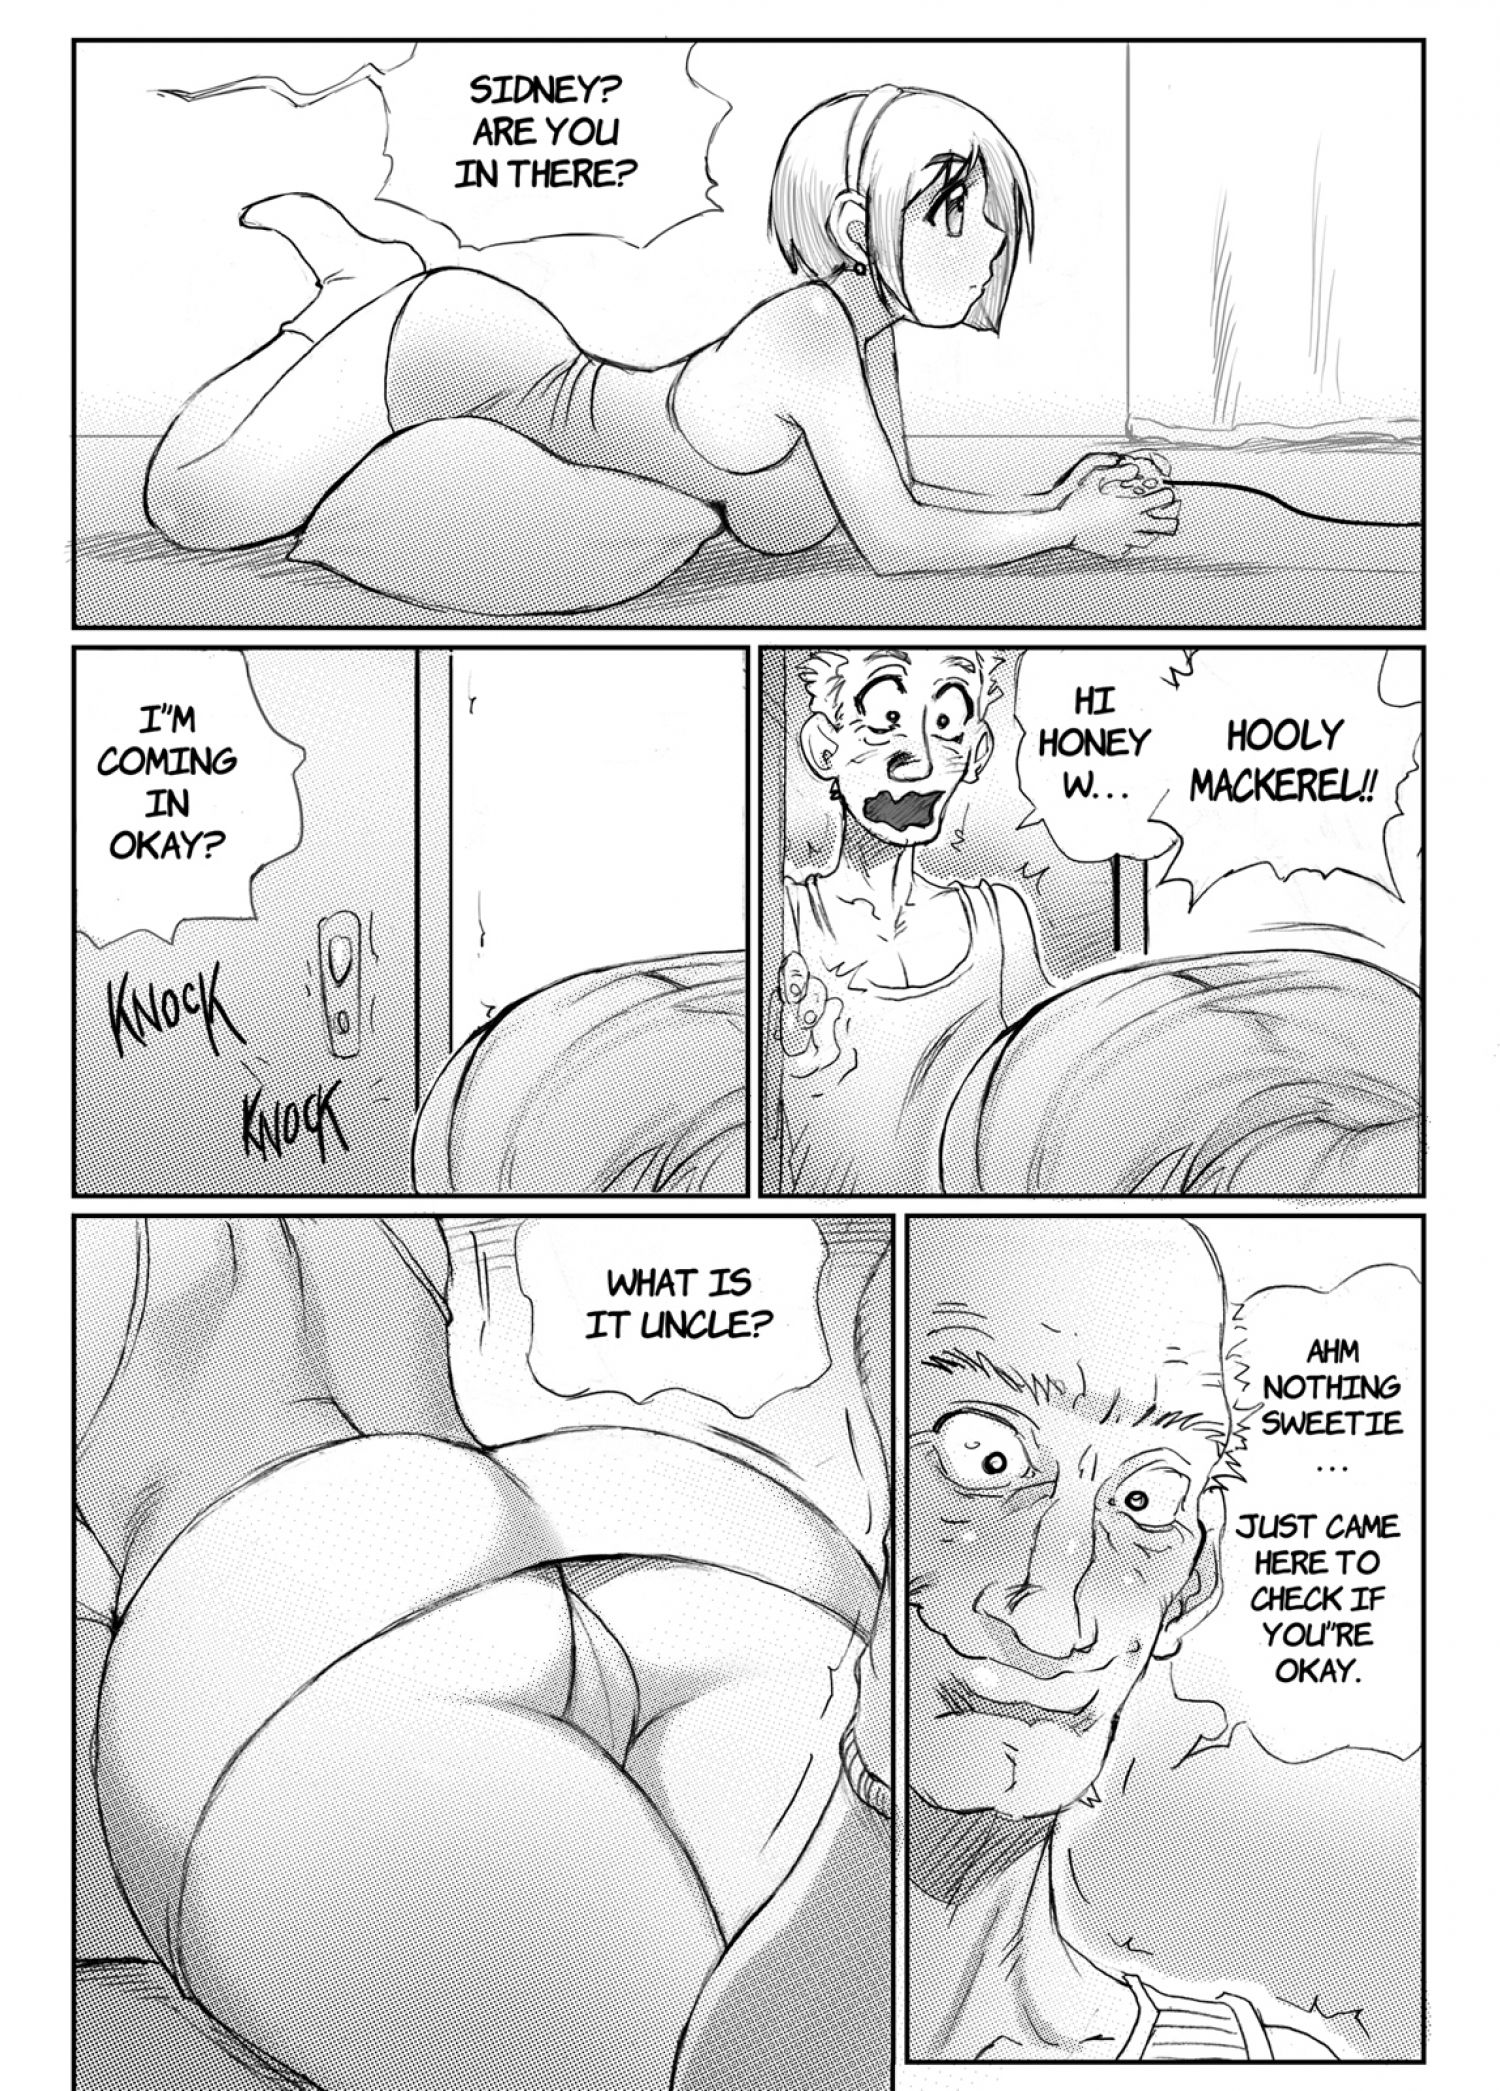 SIDNEY?
ARE YOU
IN THERE?
I"M
COMING
IN
OKAY?
KNOCK
KNOCK
HI
HONEY
W...
HOOLY
MACKEREL!!
WHAT IS
IT UNCLE?
AHM
NOTHING
SWEETIE
...
JUST CAME
HERE TO
CHECK IF
YOU"RE
OKAY.